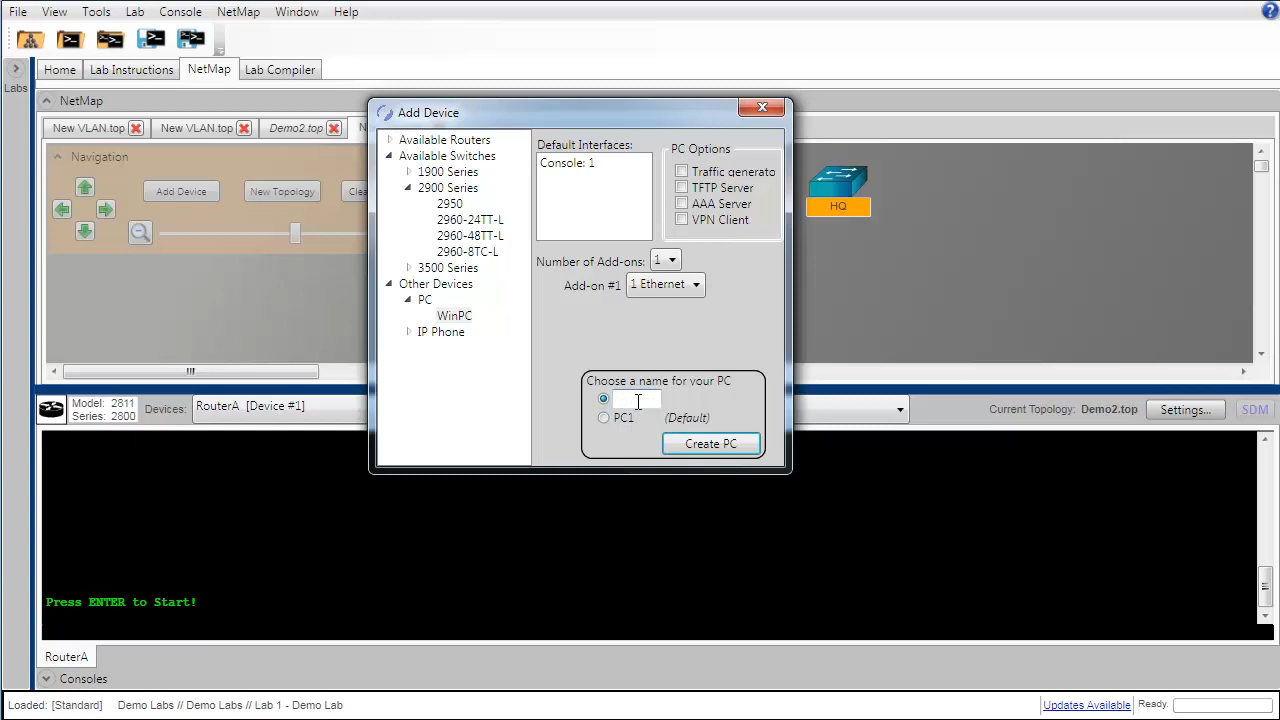 File View Tools Lab Console NetMap Window Help
Home Lab Instructions NetMap Lab Compiler
Labs
NetMap
New VLAN.top New VLAN.top Demo2.top
Navigation
Add Device New Topology
HQ
Add Device
Available Routers
Available Switches
1900 Series
2900 Series
2950
2960-24TT-L
2960-48TT-L
2960-8TC-L
3500 Series
Other Devices
PC
WinPC
IP Phone
Default Interfaces:
Console: 1
PC Options
Traffic generato
TFTP Server
AAA Server
VPN Client
Number of Add-ons: 1
Add-on #1 1 Ethernet
Choose a name for your PC
PC1 (Default)
Create PC
Model: 2811
Series: 2800
Devices: RouterA [Device #1]
Current Topology: Demo2.top Settings... SDM
Press ENTER to Start!
RouterA
Consoles
Loaded: [Standard] Demo Labs // Demo Labs // Lab 1 - Demo Lab Updates Available Ready.